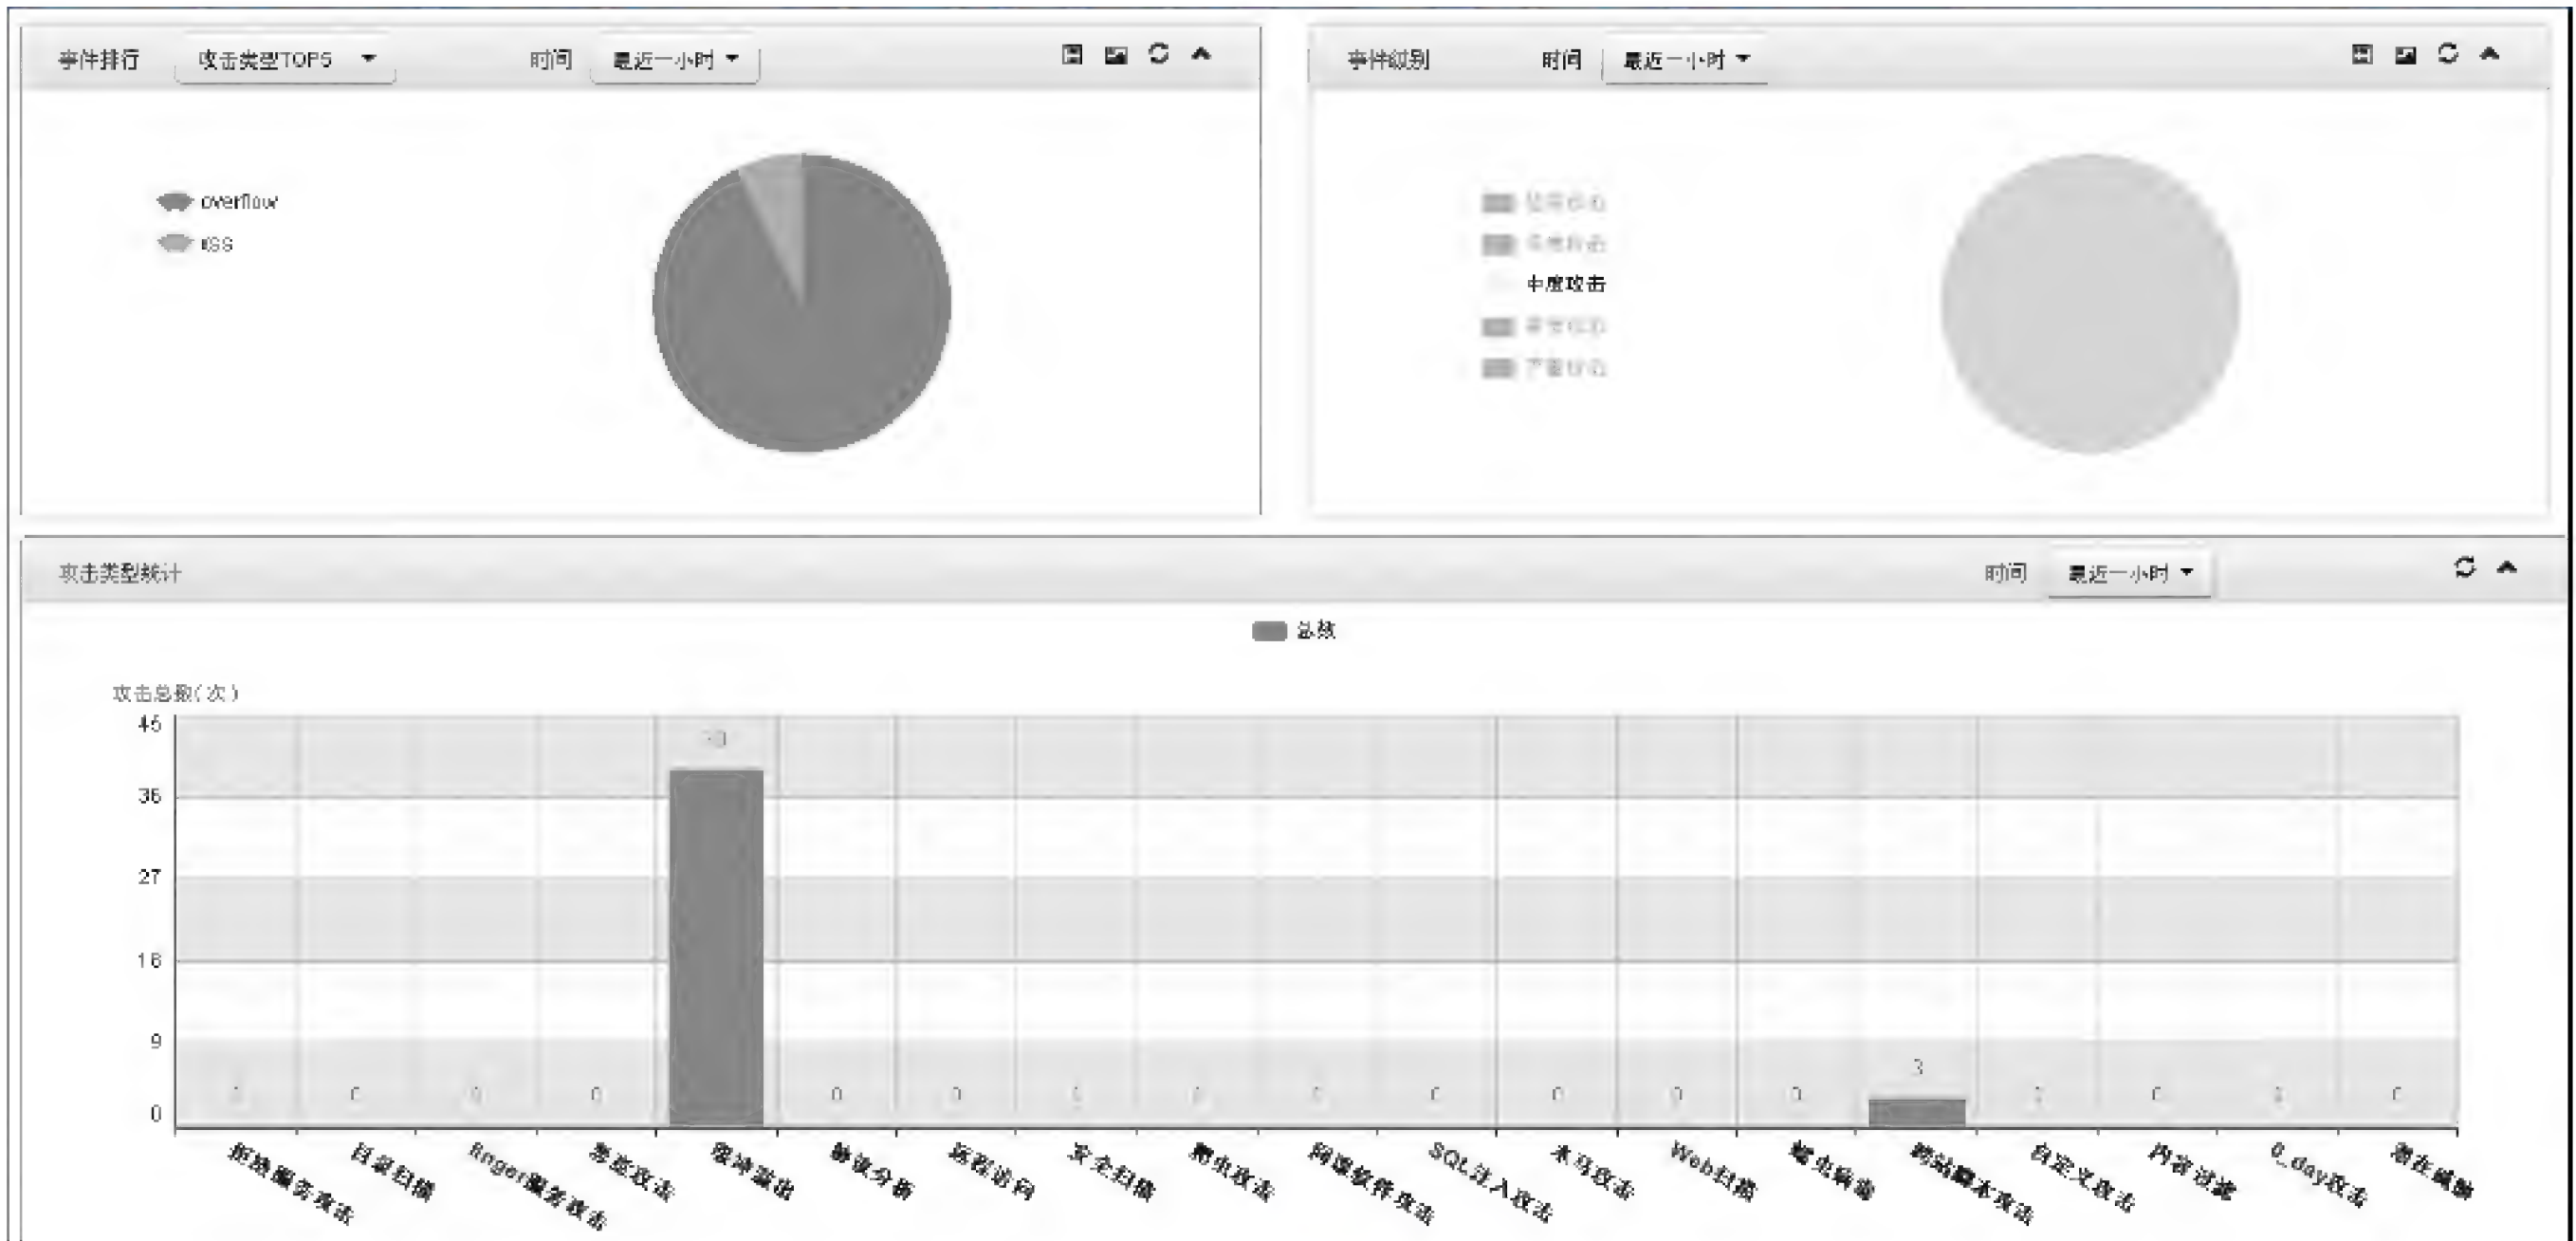 事件排行 攻击类型TOP5 时间 最近一小时
overflow
XSS
事件级别 时间 最近一小时
中度攻击
攻击类型统计 时间 最近一小时
总数
攻击总数(次)
45
36
27
18
9
0
0 0 0 0 0 0 0 0 0 0 3 0
拒绝服务攻击 目录扫描 finger服务攻击 恶意攻击 缓冲溢出 协议分析 远程访问 安全扫描 爬虫攻击 间谍软件攻击 SQL注入攻击 木马攻击 Web扫描 蠕虫病毒 跨站脚本攻击 自定义攻击 内容过滤 0_day攻击 潜在威胁